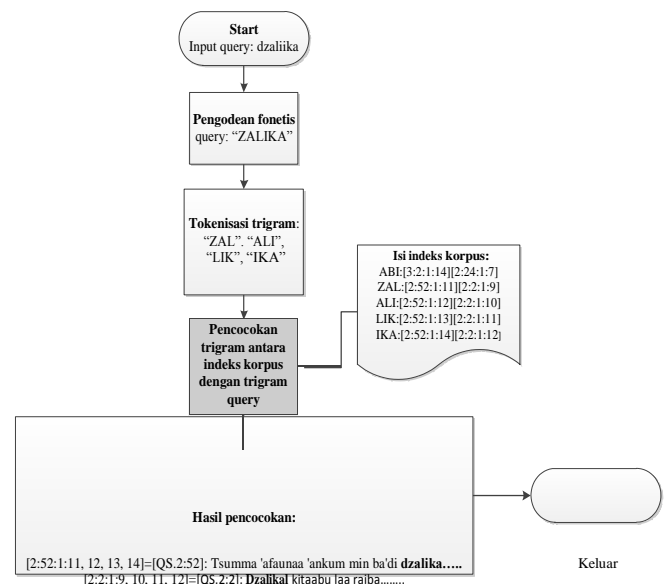 Start
Input query: dzaliika
Pengodean fonetis
query: “ZALIKA”
Tokenisasi trigram:
“ZAL”. “ALI”,
“LIK”, “IKA”
Isi indeks korpus:
ABI:[3:2:1:14][2:24:1:7]
ZAL:[2:52:1:11][2:2:1:9]
ALI:[2:52:1:12][2:2:1:10]
LIK:[2:52:1:13][2:2:1:11]
IKA:[2:52:1:14][2:2:1:12]
Pencocokan
trigram antara
indeks korpus
dengan trigram
query
Hasil pencocokan:
[2:52:1:11, 12, 13, 14]=[QS.2:52]: Tsumma 'afaunaa 'ankum min ba'di dzalika…..
[2:2:1:9, 10, 11, 12]=[QS.2:2]: Dzalikal kitaabu laa raiba……..
Keluar